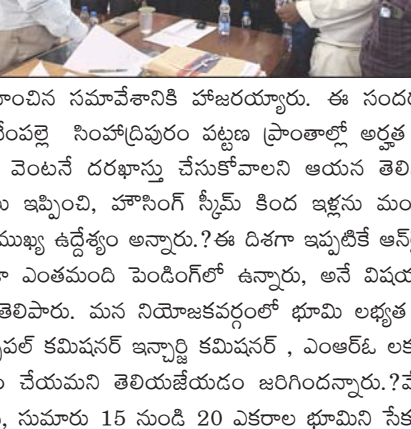 హించిన సమావేశానికి హాజరయ్యారు. ఈ సందర
వేంపల్లె సింహాద్రిపురం పట్టణ ప్రాంతాల్లో అర్హత
వెంటనే దరఖాస్తు చేసుకోవాలని ఆయన తెలి
ఇప్పించి, హౌసింగ్ స్కీమ్ కింద ఇళ్లను మం
ముఖ్య ఉద్దేశ్యం అన్నారు.?ఈ దిశగా ఇప్పటికే ఆన్‌
ఎంతమంది పెండింగ్‌లో ఉన్నారు, అనే విషయ
తెలిపారు. మన నియోజకవర్గంలో భూమి లభ్యత
పల్ కమిషనర్ ఇన్చార్జి కమిషనర్ , ఎంఆర్ఓ లక
చేయమని తెలియజేయడం జరిగిందన్నారు.?వే
సుమారు 15 నుండి 20 ఎకరాల భూమిని సేక